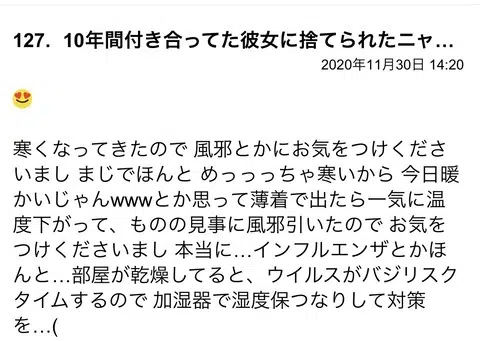 127. 10年間付き合ってた彼女に捨てられたニャ…
2020年11月30日 14:20
😍
寒くなってきたので 風邪とかにお気をつけくださ
いまし まじでほんと めっっっちゃ寒いから 今日暖
かいじゃんwwwとか思って薄着で出たら一気に温
度下がって、ものの見事に風邪引いたので お気を
つけくださいまし 本当に…インフルエンザとかほ
んと…部屋が乾燥してると、ウイルスがバジリスク
タイムするので 加湿器で湿度保つなりして対策
を…(